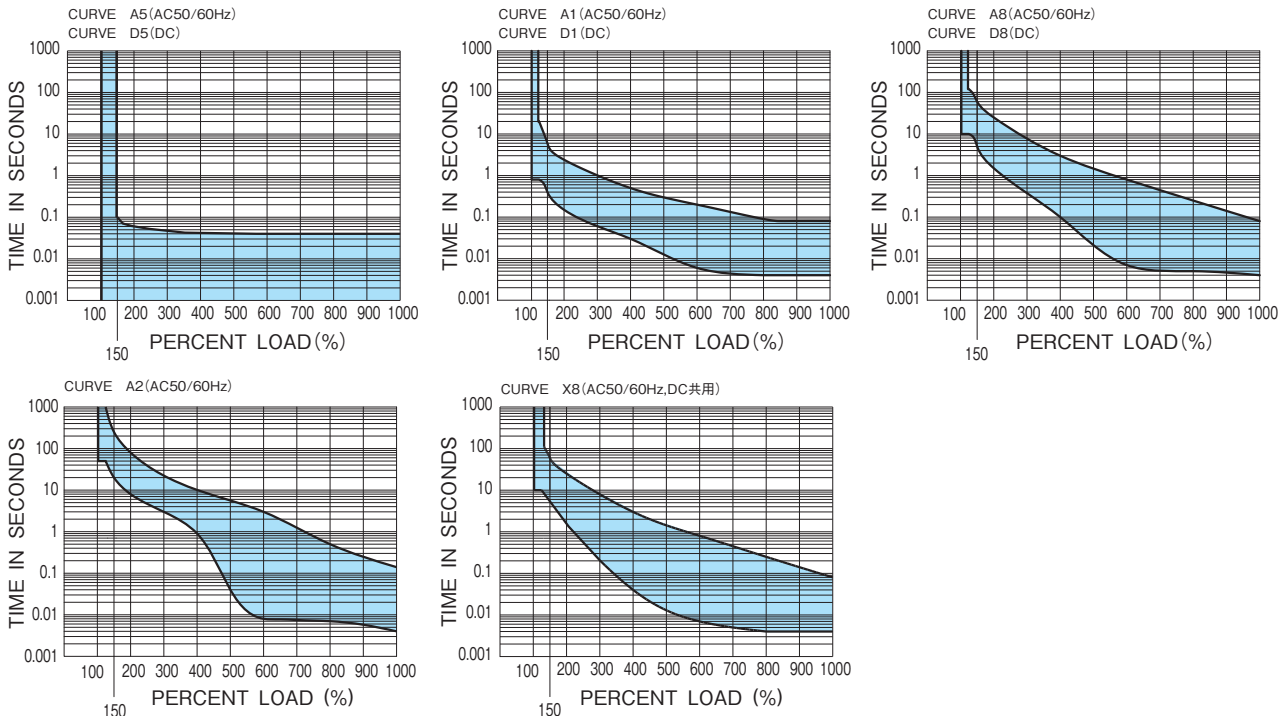 CURVE A5(AC50/60Hz)
CURVE D5(DC)
TIME IN SECONDS
1000
100
10
1
0.1
0.01
0.001
100 200 300 400 500 600 700 800 900 1000
150
PERCENT LOAD(%)
CURVE A1(AC50/60Hz)
CURVE D1(DC)
TIME IN SECONDS
1000
100
10
1
0.1
0.01
0.001
100 200 300 400 500 600 700 800 900 1000
150
PERCENT LOAD(%)
CURVE A8(AC50/60Hz)
CURVE D8(DC)
TIME IN SECONDS
1000
100
10
1
0.1
0.01
0.001
100 200 300 400 500 600 700 800 900 1000
150
PERCENT LOAD(%)
CURVE A2(AC50/60Hz)
TIME IN SECONDS
1000
100
10
1
0.1
0.01
0.001
100 200 300 400 500 600 700 800 900 1000
150
PERCENT LOAD (%)
CURVE X8(AC50/60Hz,DC共用)
TIME IN SECONDS
1000
100
10
1
0.1
0.01
0.001
100 200 300 400 500 600 700 800 900 1000
150
PERCENT LOAD (%)